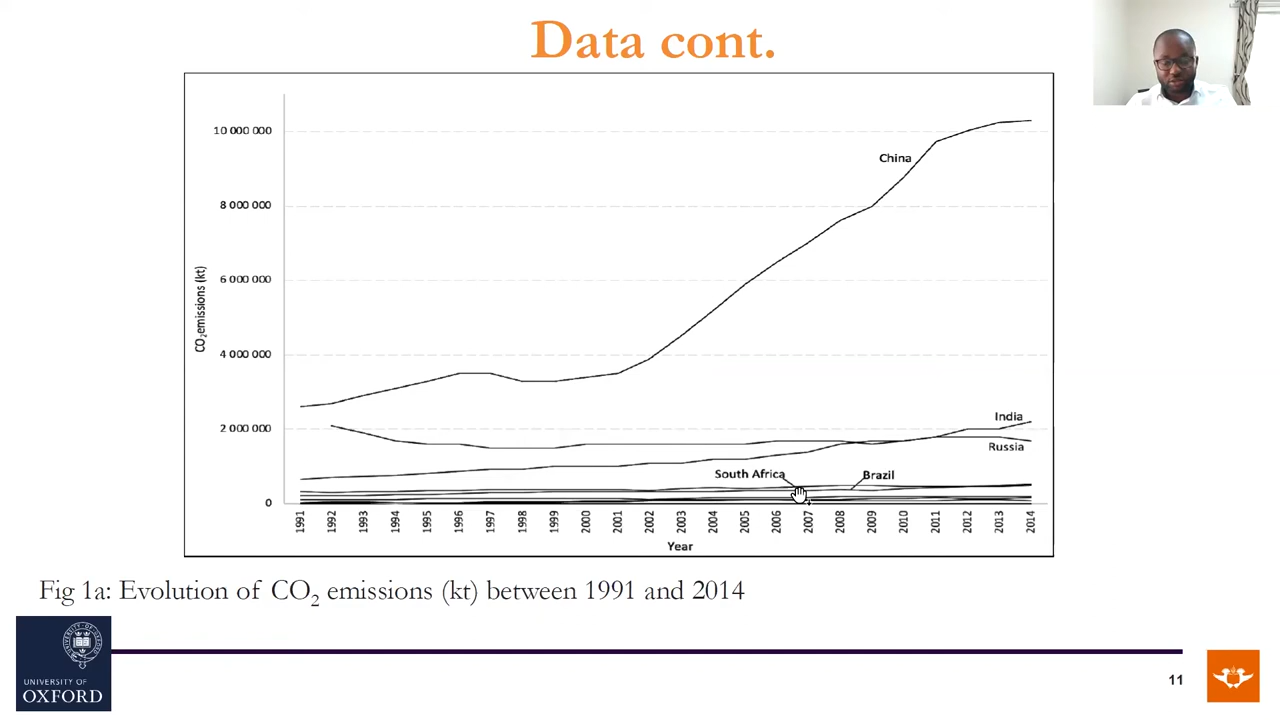 Data cont.
10 000 000
8 000 000
6 000 000
4 000 000
2 000 000
0
CO2emissions (kt)
China
India
Russia
South Africa
Brazil
1991 1992 1993 1994 1995 1996 1997 1998 1999 2000 2001 2002 2003 2004 2005 2006 2007 2008 2009 2010 2011 2012 2013 2014
Year
Fig 1a: Evolution of CO2 emissions (kt) between 1991 and 2014
UNIVERSITY OF
OXFORD
11